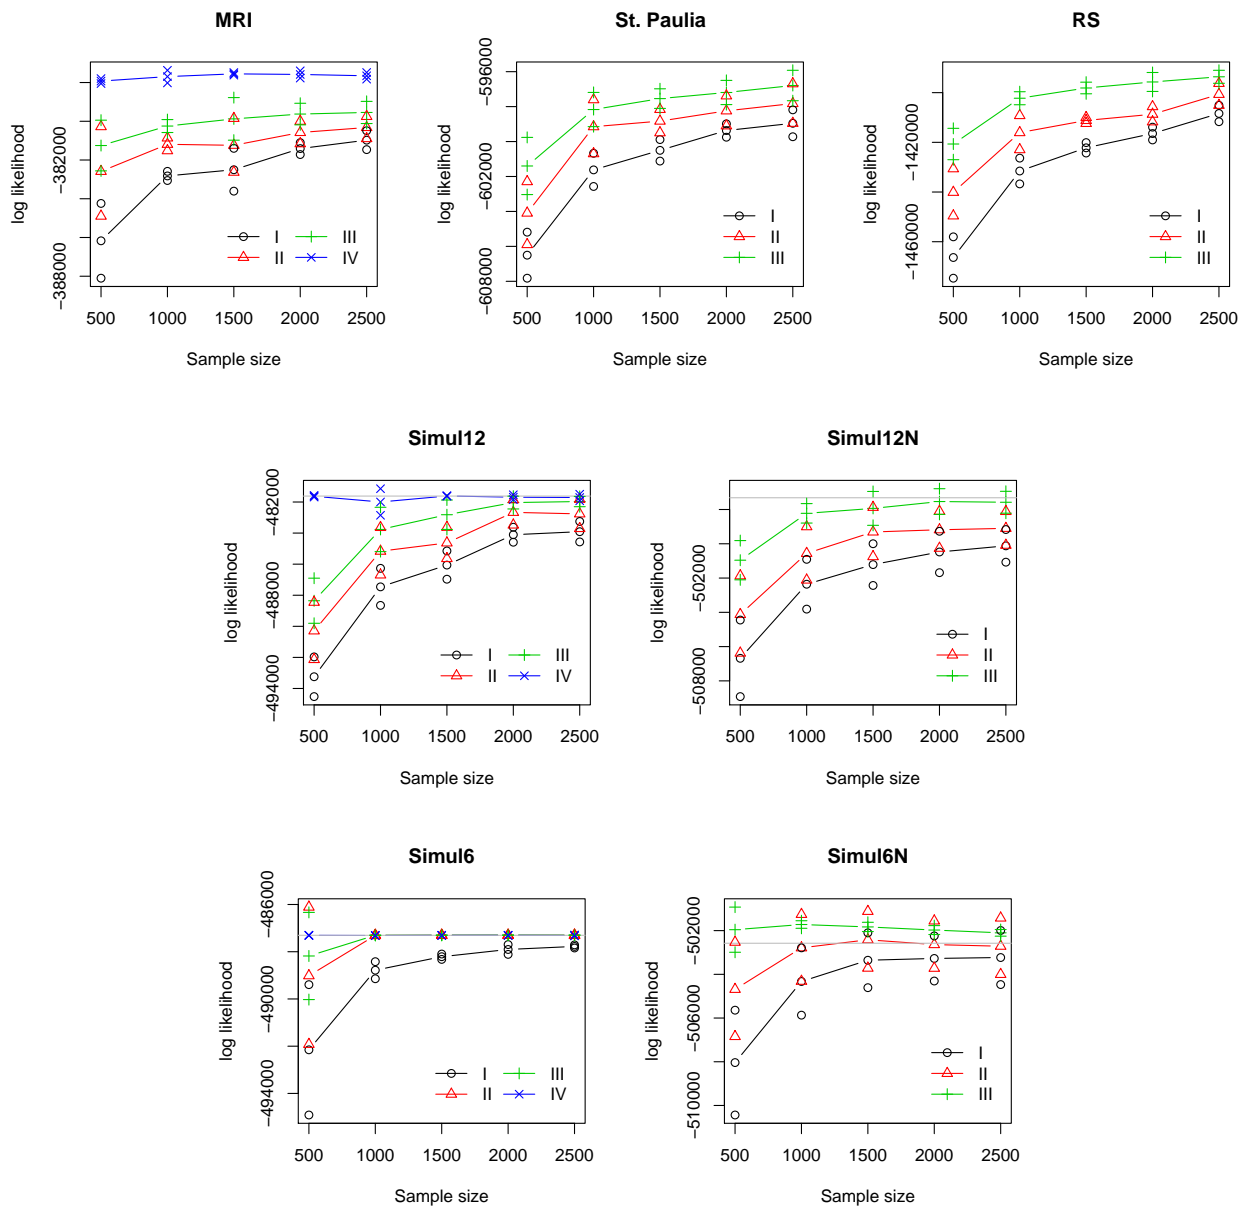 MRI
log likelihood
−382000
−388000
I
III
II
IV
500 1000 1500 2000 2500
Sample size
St. Paulia
log likelihood
−596000
−602000
−608000
I
II
III
500 1000 1500 2000 2500
Sample size
RS
log likelihood
−1420000
−1460000
I
II
III
500 1000 1500 2000 2500
Sample size
Simul12
log likelihood
−482000
−488000
−494000
I
III
II
IV
500 1000 1500 2000 2500
Sample size
Simul12N
log likelihood
−502000
−508000
I
II
III
500 1000 1500 2000 2500
Sample size
Simul6
log likelihood
−486000
−490000
−494000
I
III
II
IV
500 1000 1500 2000 2500
Sample size
Simul6N
log likelihood
−502000
−506000
−510000
I
II
III
500 1000 1500 2000 2500
Sample size